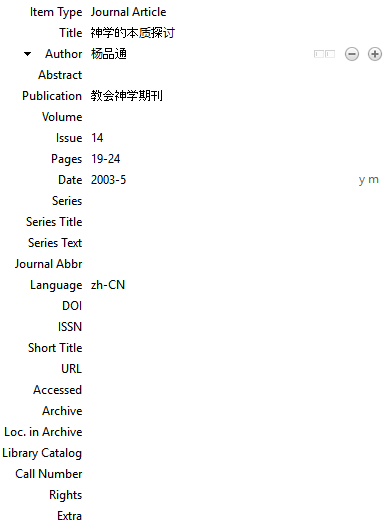 Item Type Journal Article
Title 神学的本质探讨
Author 杨品通
Abstract
Publication 教会神学期刊
Volume
Issue 14
Pages 19-24
Date 2003-5 y m
Series
Series Title
Series Text
Journal Abbr
Language zh-CN
DOI
ISSN
Short Title
URL
Accessed
Archive
Loc. in Archive
Library Catalog
Call Number
Rights
Extra